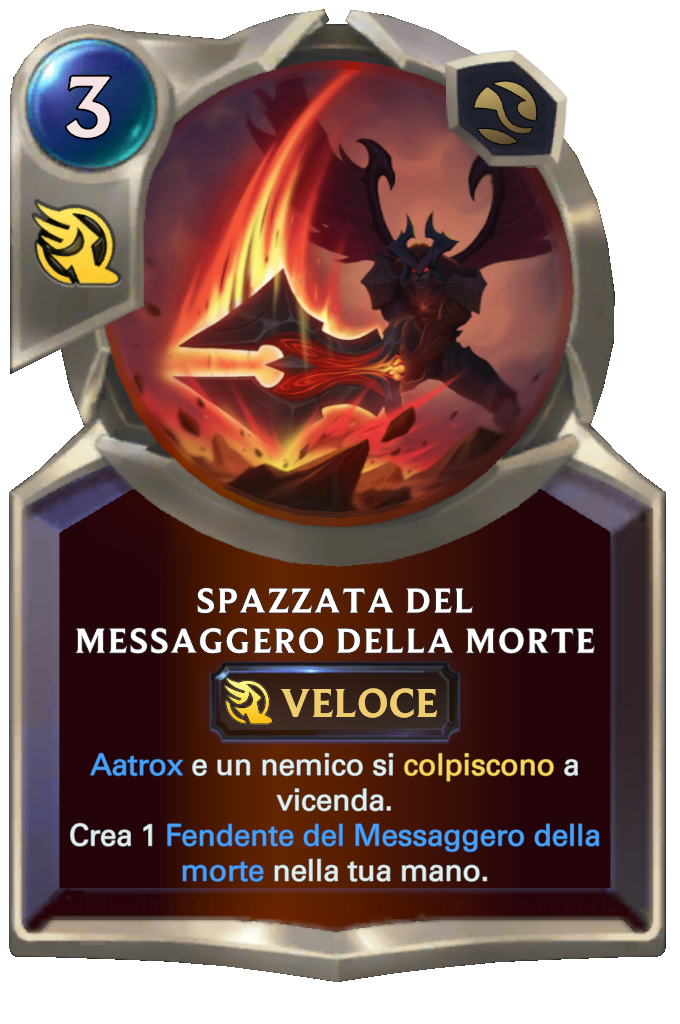 3
SPAZZATA DEL
MESSAGGERO DELLA MORTE
VELOCE
Aatrox e un nemico si colpiscono a
vicenda.
Crea 1 Fendente del Messaggero della
morte nella tua mano.